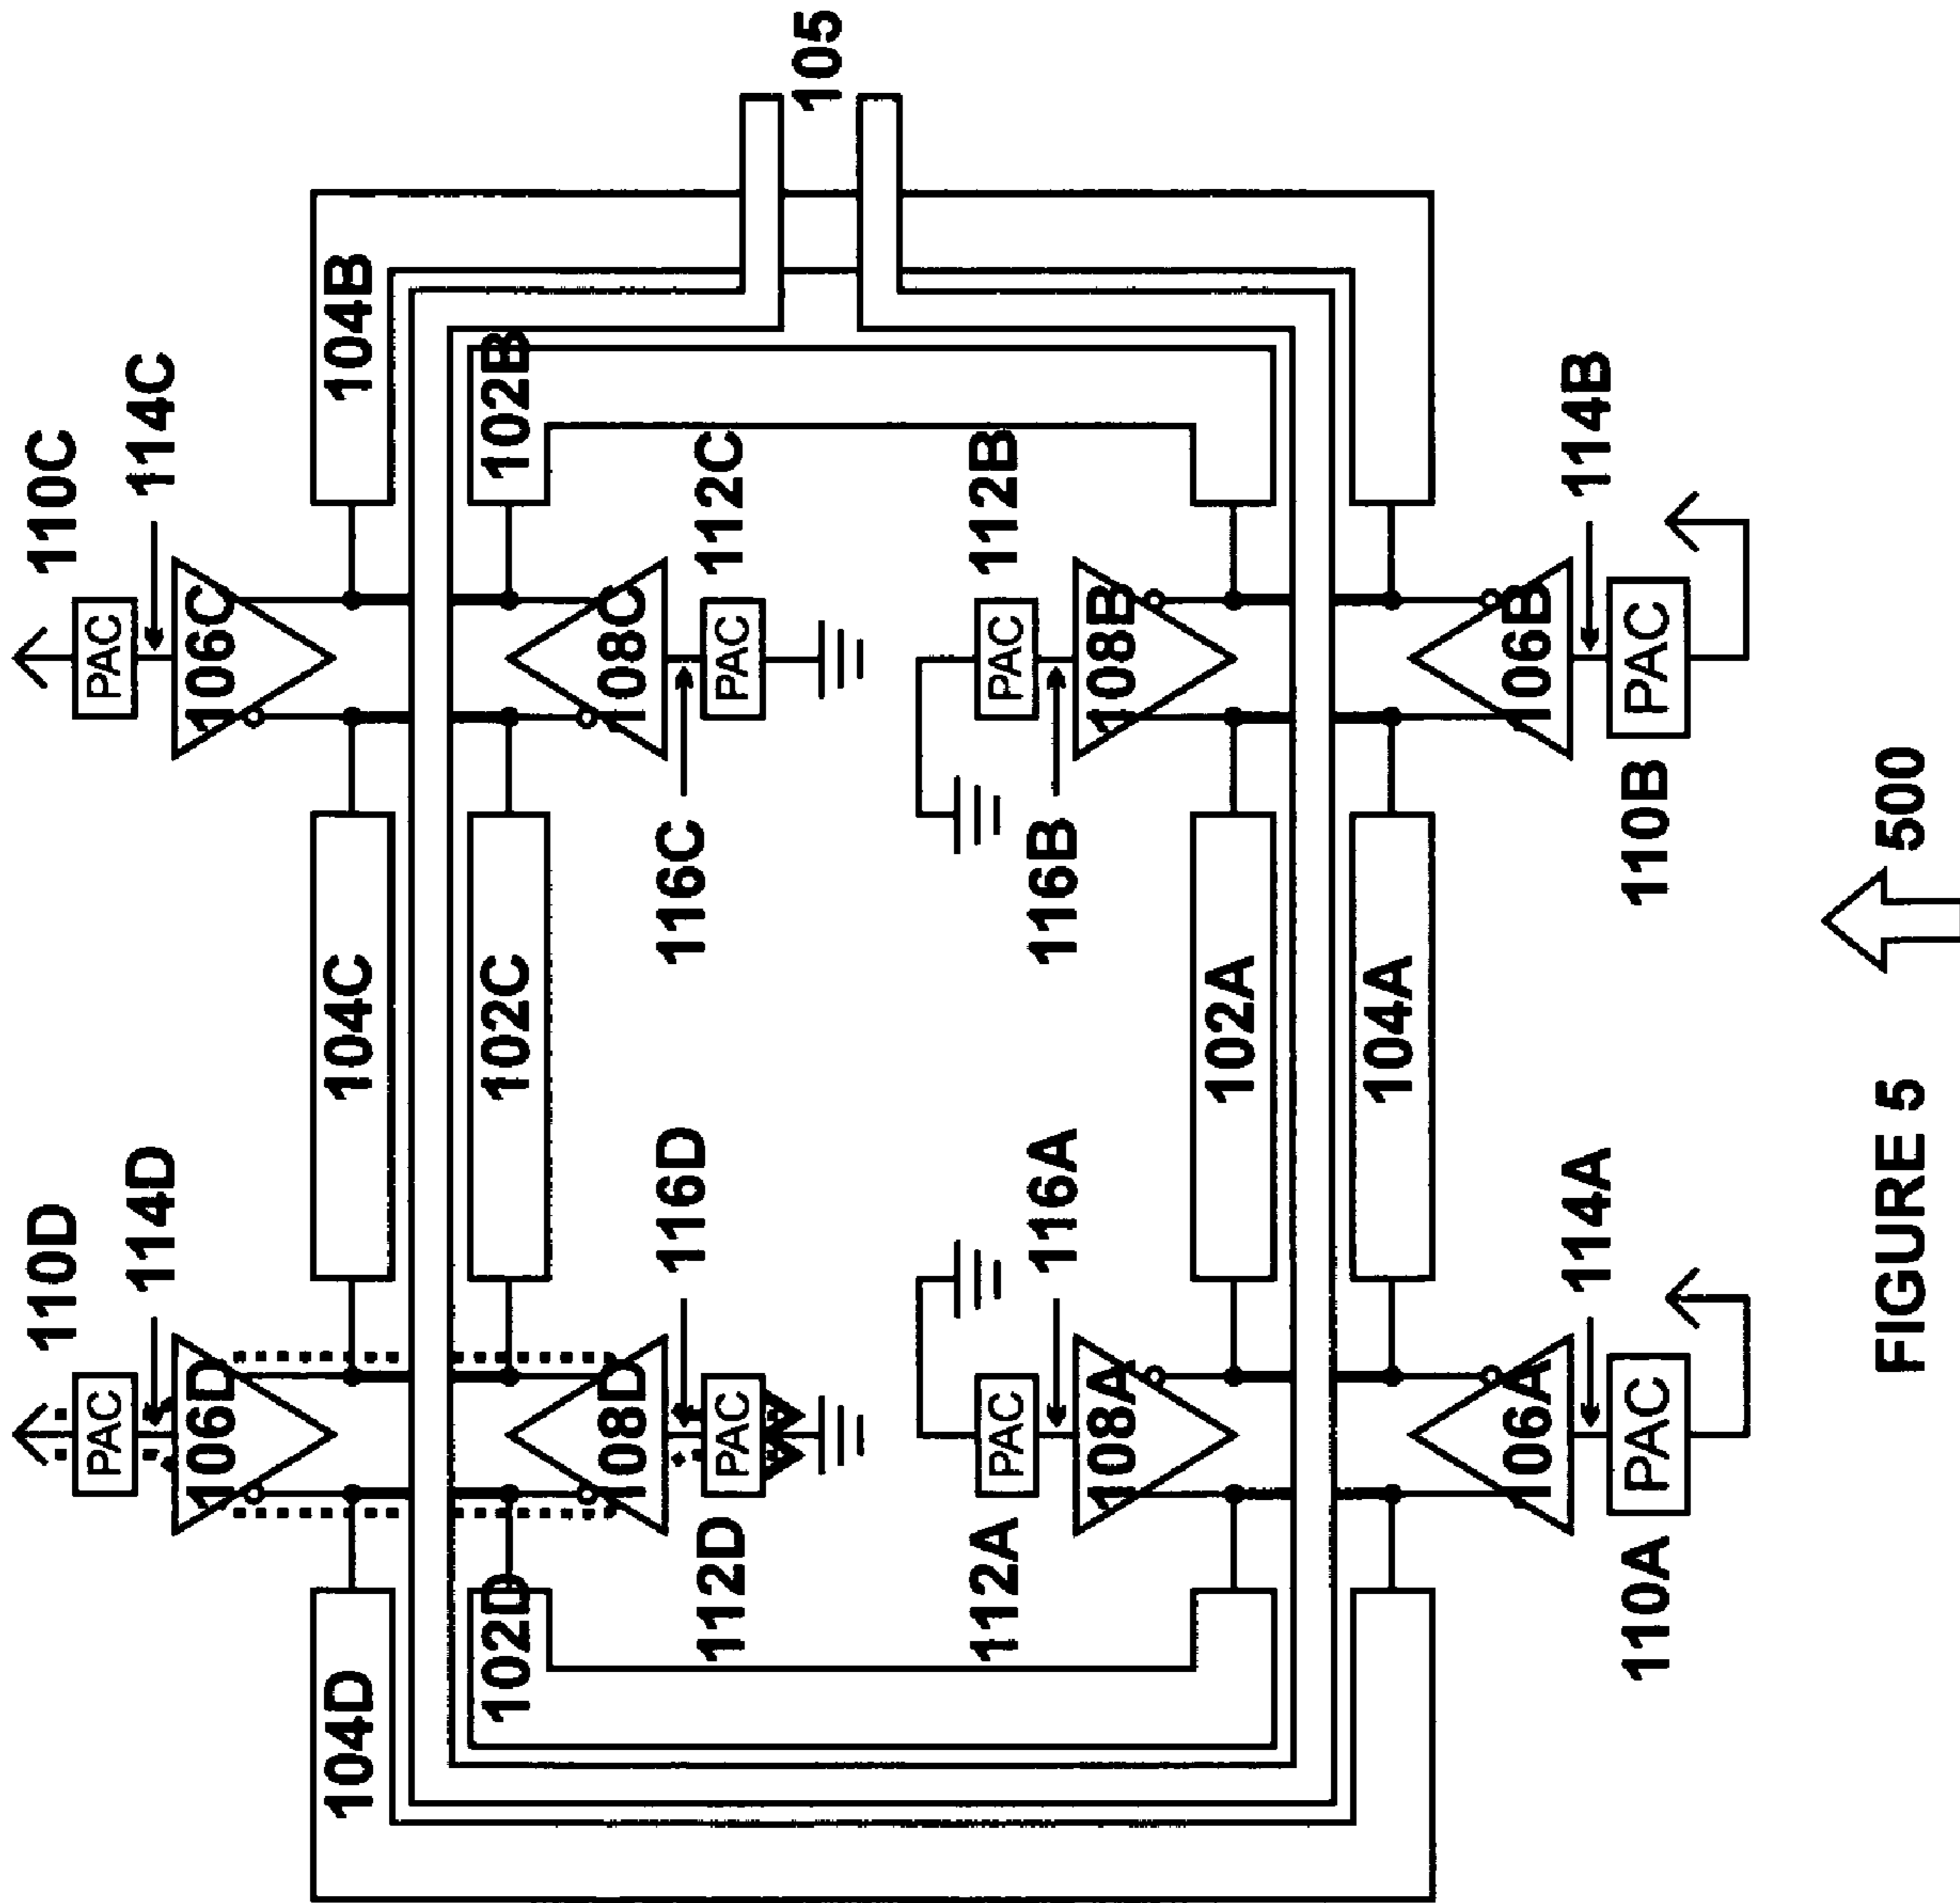 110D 110C
PAC PAC
114D 114C
106D 106C
104D 104C 104B
102D 102C 102B
108D 108C
116D 116C
112D PAC PAC 112C
105
112A PAC PAC 112B
116A 116B
108A 108B
102A
104A
106A 106B
114A 114B
110A PAC 110B PAC
FIGURE 5 500